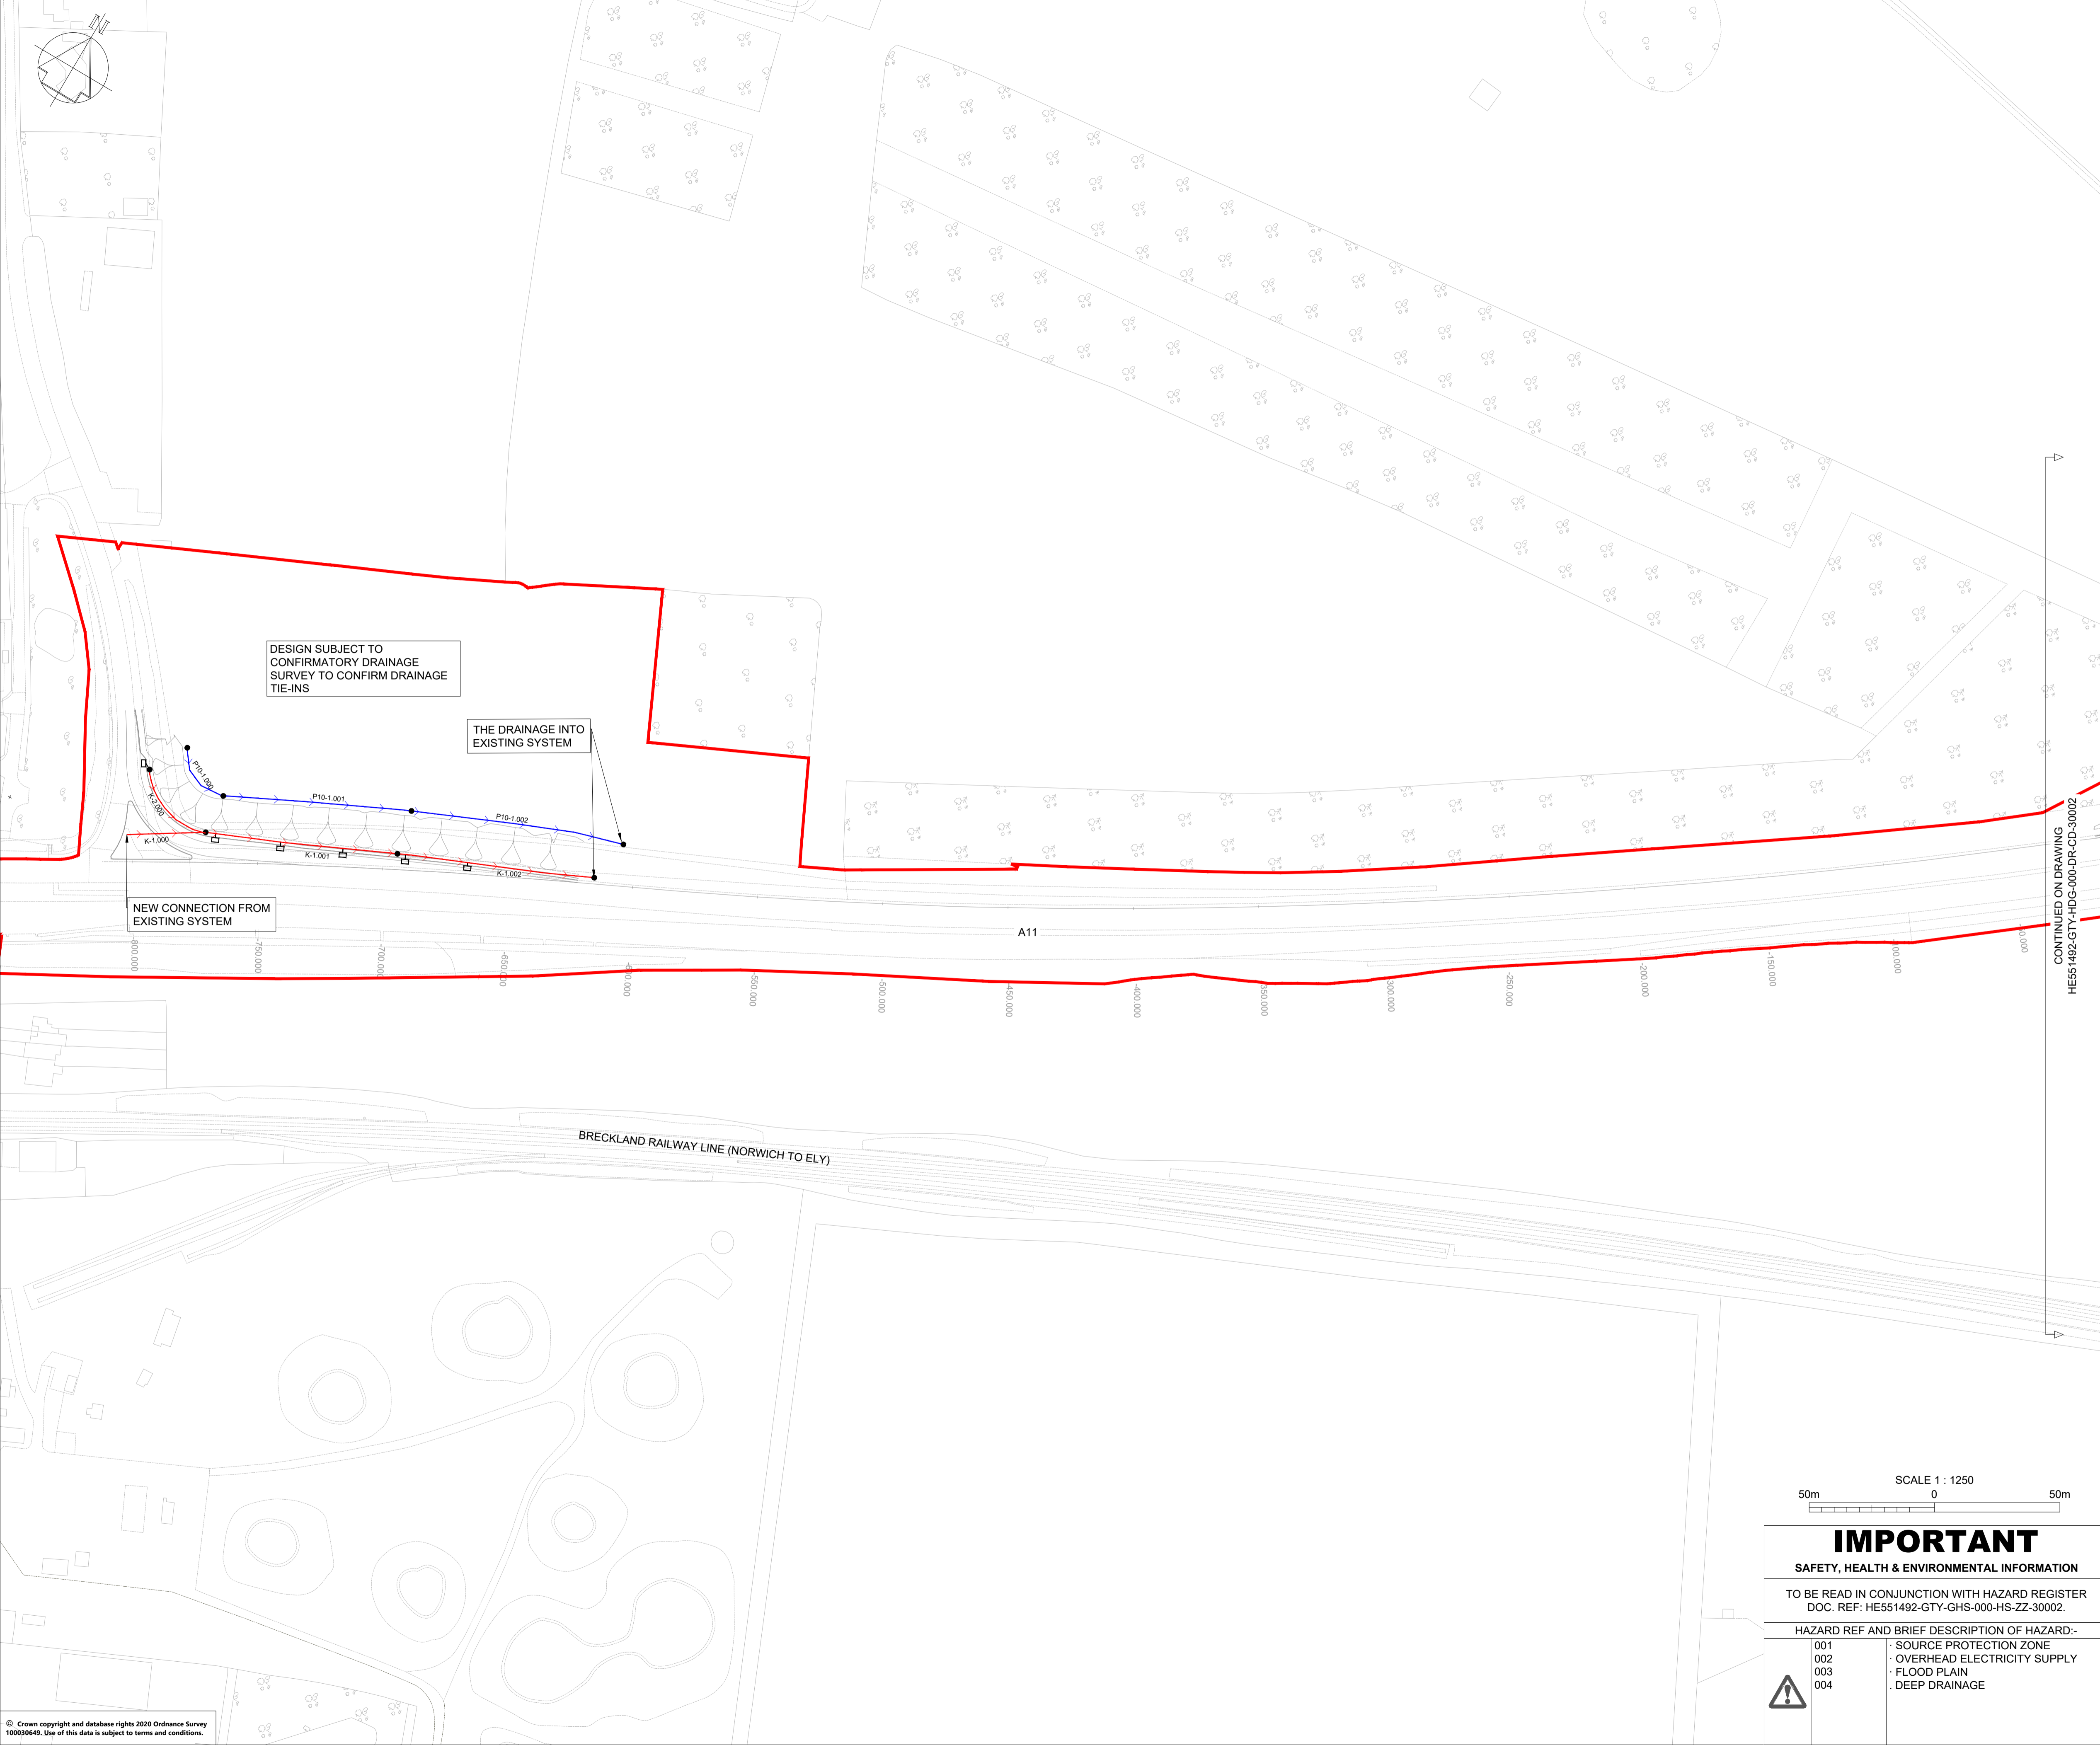 N
DESIGN SUBJECT TO
CONFIRMATORY DRAINAGE
SURVEY TO CONFIRM DRAINAGE
TIE-INS
THE DRAINAGE INTO
EXISTING SYSTEM
P10-1.000
P10-1.001
P10-1.002
K-2.000
K-1.000
K-1.001
K-1.002
NEW CONNECTION FROM
EXISTING SYSTEM
A11
-800.000
-750.000
-700.000
-550.000
-500.000
-450.000
-400.000
-350.000
-300.000
-250.000
-200.000
-150.000
CONTINUED ON DRAWING
HE551492-GTY-HDG-000-DR-CD-30002
BRECKLAND RAILWAY LINE (NORWICH TO ELY)
SCALE 1 : 1250
50m 0 50m
IMPORTANT
SAFETY, HEALTH & ENVIRONMENTAL INFORMATION
TO BE READ IN CONJUNCTION WITH HAZARD REGISTER
DOC. REF: HE551492-GTY-GHS-000-HS-ZZ-30002.
HAZARD REF AND BRIEF DESCRIPTION OF HAZARD:-
001 · SOURCE PROTECTION ZONE
002 · OVERHEAD ELECTRICITY SUPPLY
003 · FLOOD PLAIN
004 . DEEP DRAINAGE
© Crown copyright and database rights 2020 Ordnance Survey
100030649. Use of this data is subject to terms and conditions.